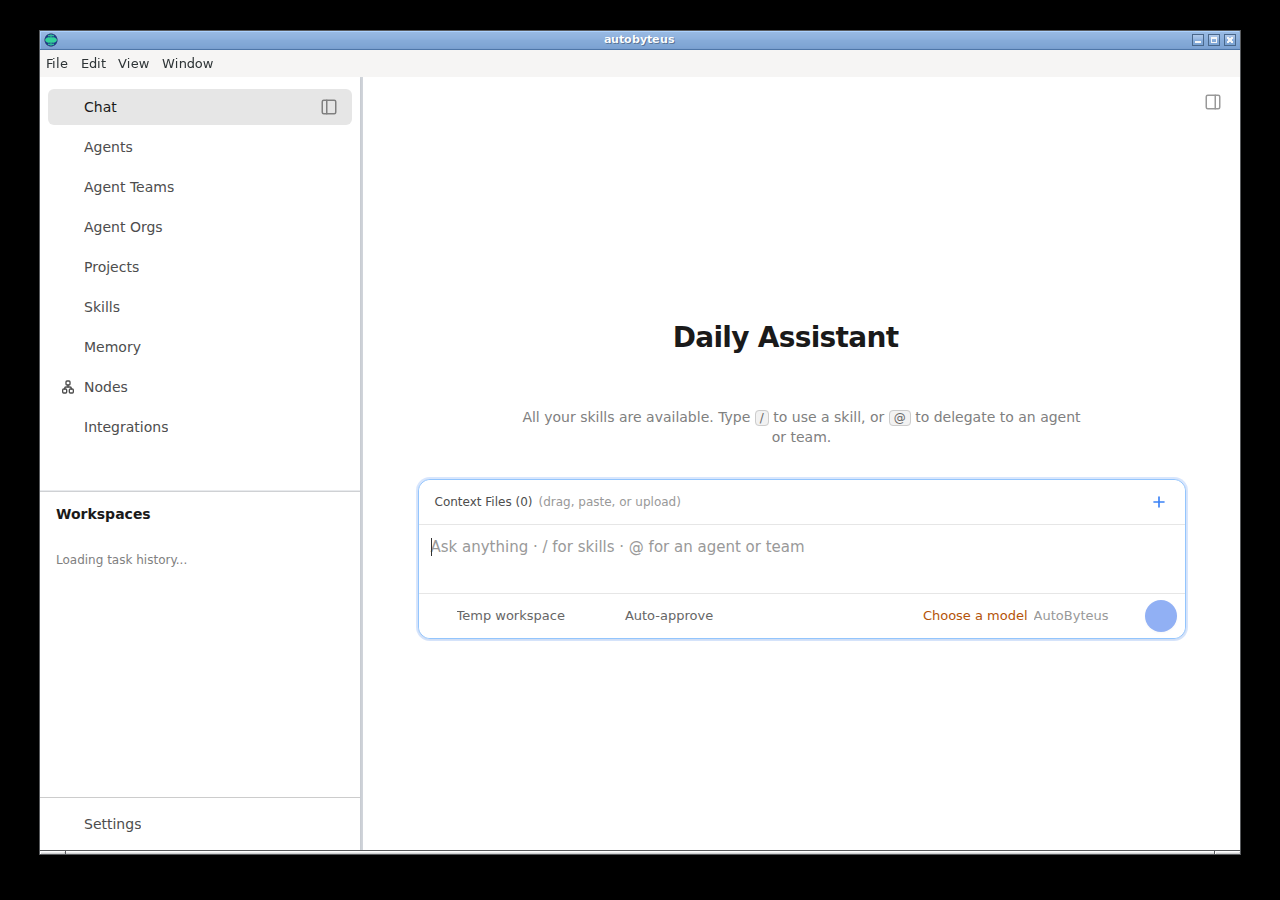 autobyteus
File Edit View Window
Chat
Agents
Agent Teams
Agent Orgs
Projects
Skills
Memory
Nodes
Integrations
Workspaces
Loading task history...
Settings
Daily Assistant
All your skills are available. Type / to use a skill, or @ to delegate to an agent
or team.
Context Files (0) (drag, paste, or upload)
Ask anything · / for skills · @ for an agent or team
Temp workspace Auto-approve Choose a model AutoByteus